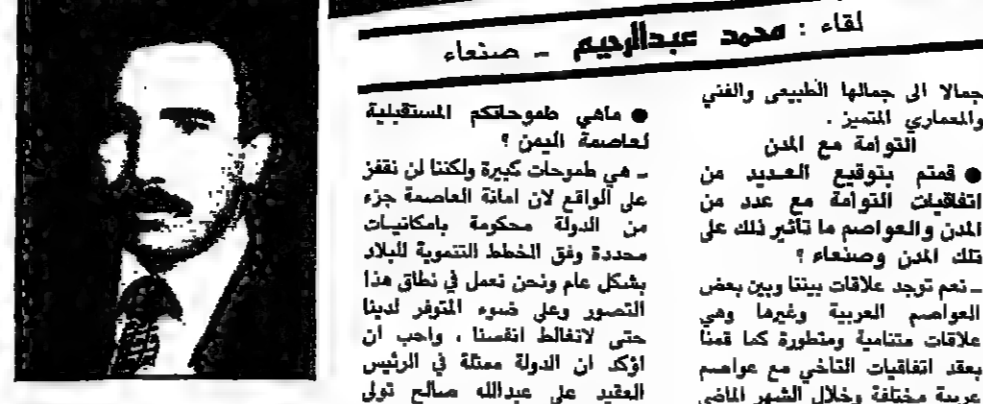 لقاء : محمد عبدالرحيم - صنعاء
جمالا الى جمالها الطبيعى والفني
والمعماري المتميز .
التوامة مع المدن
● قمتم بتوقيع العديد من
اتفاقيات التوامة مع عدد من
المدن والعواصم ما تأثير ذلك على
تلك المدن وصنعاء ؟
- نعم توجد علاقات بيننا وبين بعض
العواصم العربية وغيرها وهي
علاقات متنامية ومتطورة كما قمنا
بعقد اتفاقيات التآخي مع عواصم
عربية مختلفة وخلال الشهر الماضي
● ماهي طموحاتكم المستقبلية
لعاصمة اليمن ؟
- هي طموحات كبيرة ولكننا لن نقفز
على الواقع لان امانة العاصمة جزء
من الدولة محكومة بامكانيات
محددة وفق الخطط التنموية للبلاد
بشكل عام ونحن نعمل في نطاق هذا
التصور وعلى ضوء المتوفر لدينا
حتى لانغالط انفسنا ، واحب ان
اؤكد ان الدولة ممثلة في الرئيس
العقيد على عبدالله صالح تولى